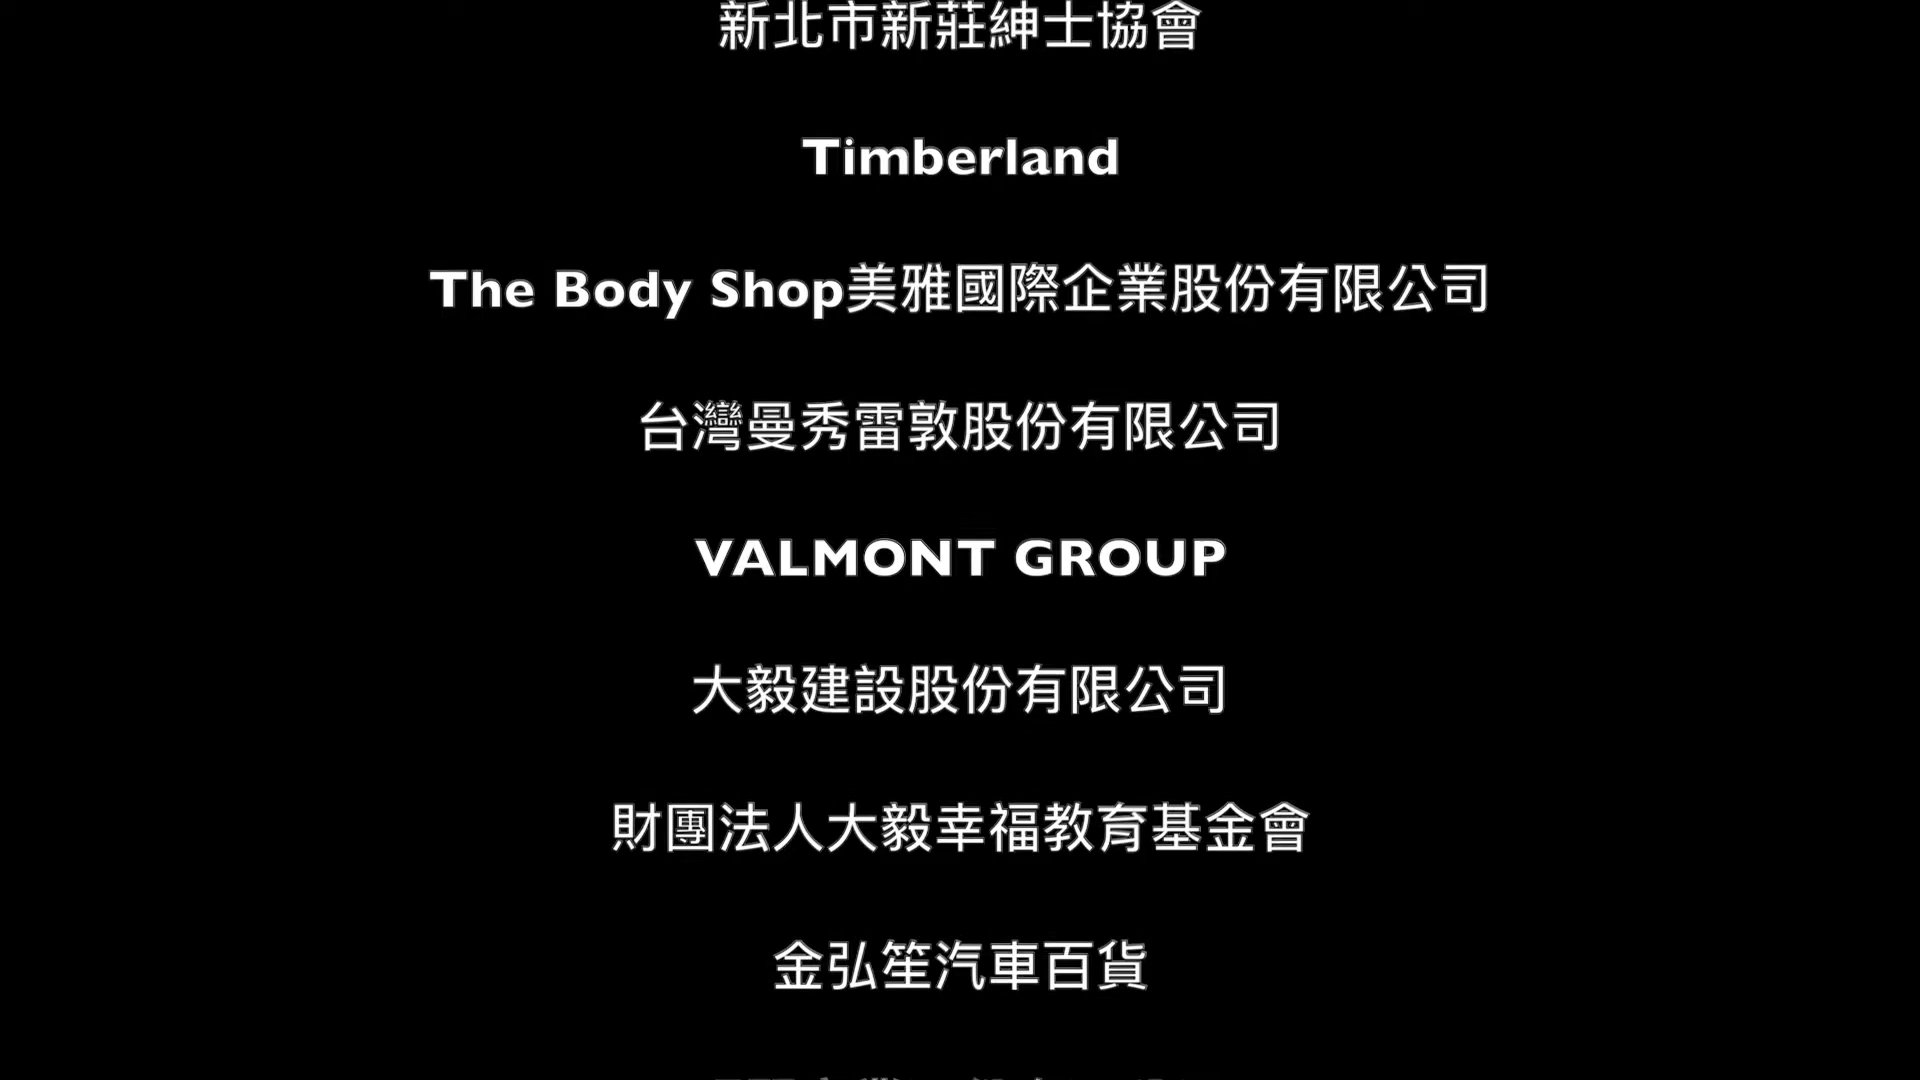 新北市新莊紳士協會
Timberland
The Body Shop美雅國際企業股份有限公司
台灣曼秀雷敦股份有限公司
VALMONT GROUP
大毅建設股份有限公司
財團法人大毅幸福教育基金會
金弘笙汽車百貨